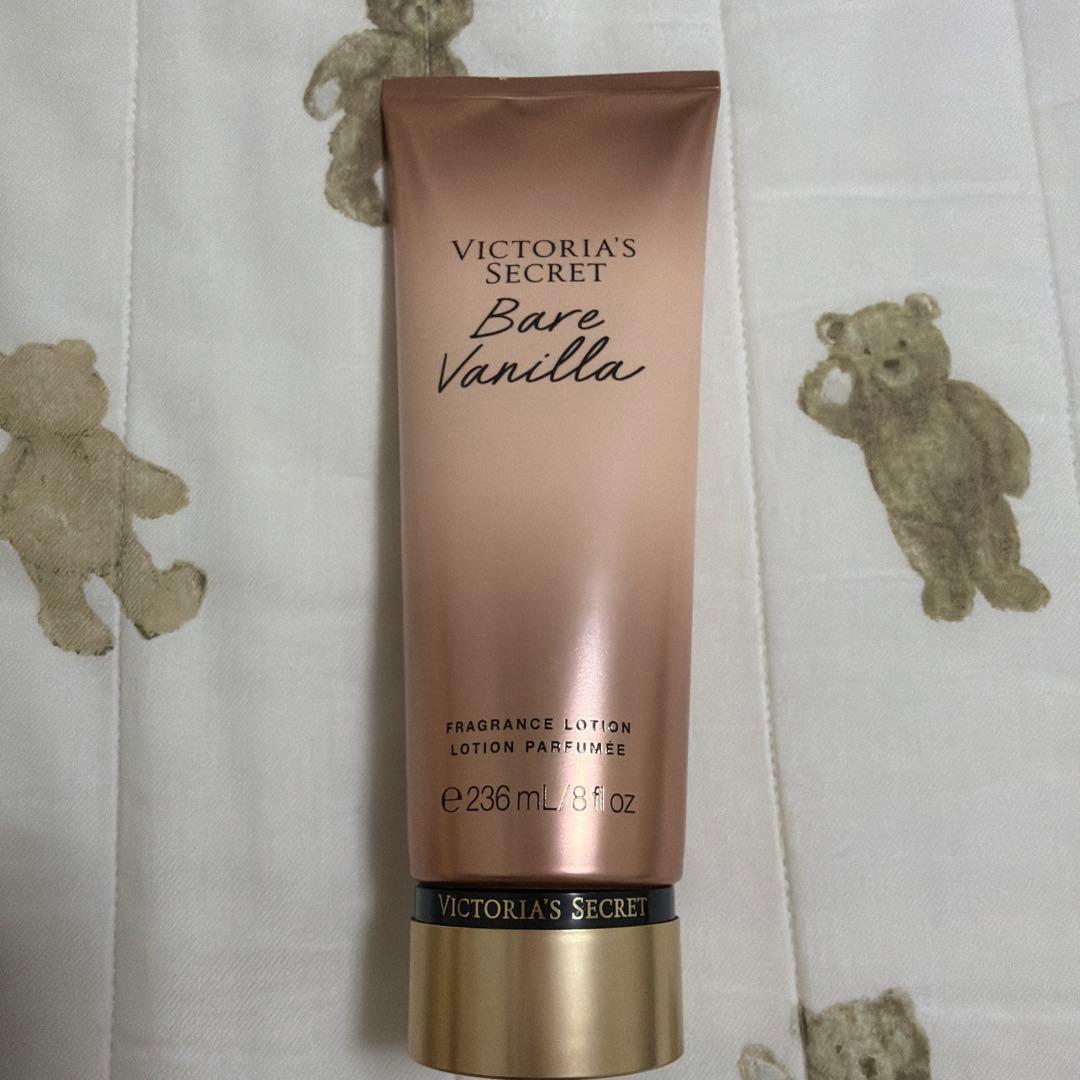 VICTORIA'S
SECRET
Bare
Vanilla
FRAGRANCE LOTION
LOTION PARFUMÉE
℮236 mL/8 fl oz
VICTORIA'S SECRET